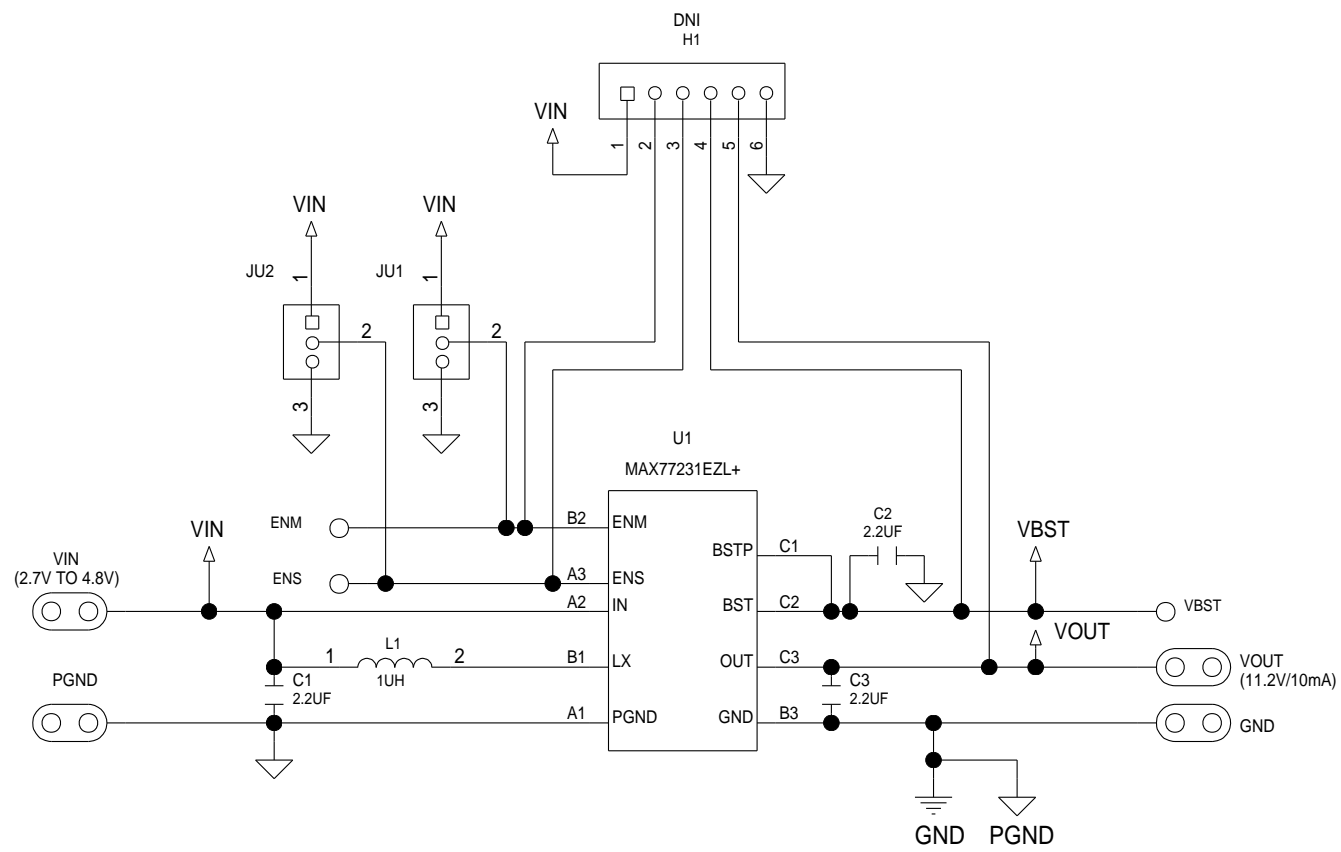 DNI
H1
VIN
1
2
3
4
5
6
VIN
VIN
JU2
1
JU1
1
2
2
3
3
U1
MAX77231EZL+
ENM
B2
ENM
C2
2.2UF
VBST
VIN
BSTP
C1
VIN
(2.7V TO 4.8V)
ENS
A3
ENS
A2
IN
BST
C2
VBST
VOUT
1
L1
2
1UH
B1
LX
OUT
C3
VOUT
(11.2V/10mA)
PGND
C1
2.2UF
C3
2.2UF
A1
PGND
GND
B3
GND
GND
PGND